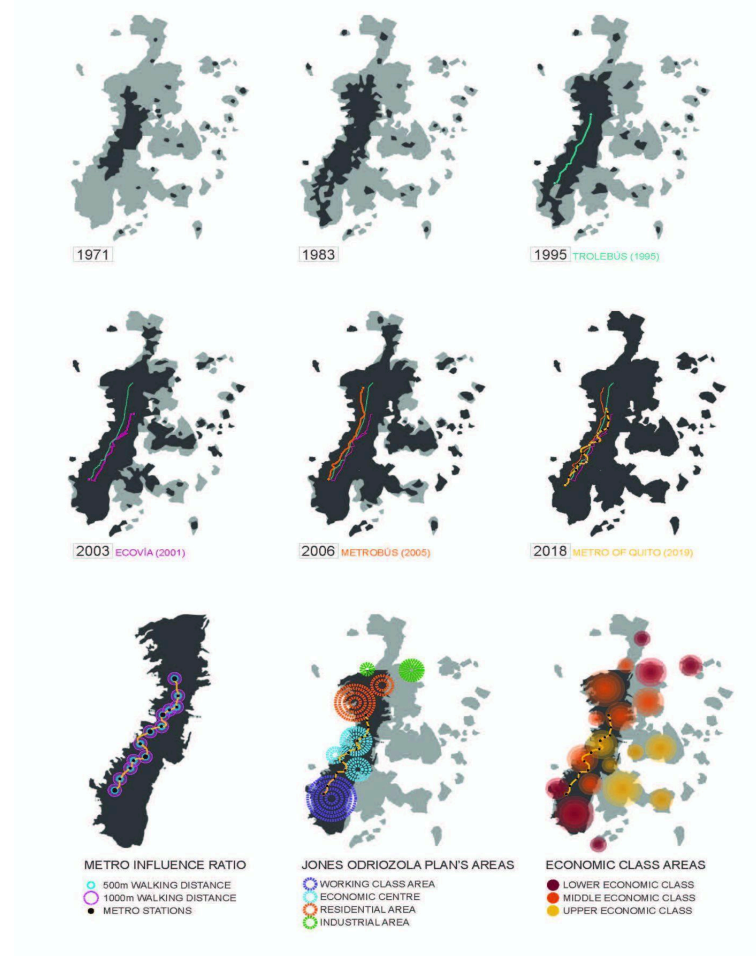 1971
1983
1995 TROLEBÚS (1995)
2003 ECOVÍA (2001)
2006 METROBÚS (2005)
2018 METRO OF QUITO (2019)
METRO INFLUENCE RATIO
500m WALKING DISTANCE
1000m WALKING DISTANCE
METRO STATIONS
JONES ODRIOZOLA PLAN'S AREAS
WORKING CLASS AREA
ECONOMIC CENTRE
RESIDENTIAL AREA
INDUSTRIAL AREA
ECONOMIC CLASS AREAS
LOWER ECONOMIC CLASS
MIDDLE ECONOMIC CLASS
UPPER ECONOMIC CLASS